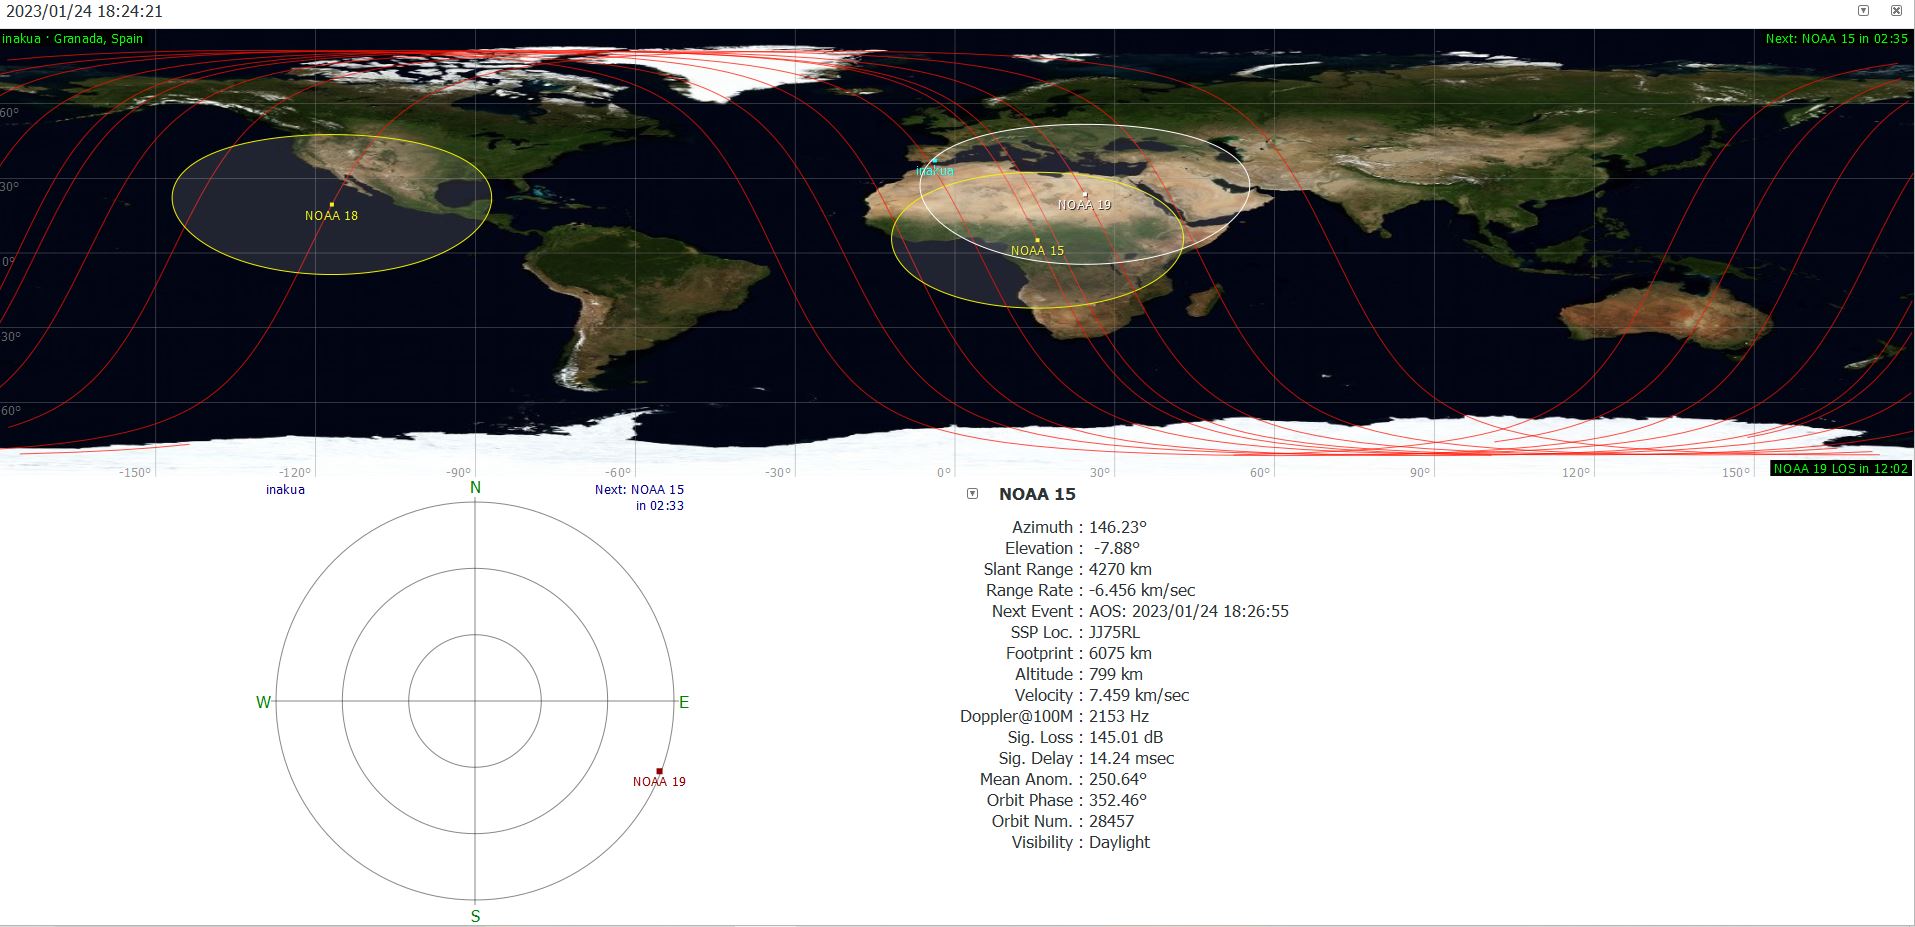 2023/01/24 18:24:21
inakua · Granada, Spain
Next: NOAA 15 in 02:35
60°
30°
0°
30°
60°
inakua
NOAA 18
NOAA 19
NOAA 15
-150°
-120°
-90°
-60°
-30°
0°
30°
60°
90°
120°
150°
NOAA 19 LOS in 12:02
inakua
Next: NOAA 15
in 02:33
N
W
E
S
NOAA 19
NOAA 15
Azimuth : 146.23°
Elevation : -7.88°
Slant Range : 4270 km
Range Rate : -6.456 km/sec
Next Event : AOS: 2023/01/24 18:26:55
SSP Loc. : JJ75RL
Footprint : 6075 km
Altitude : 799 km
Velocity : 7.459 km/sec
Doppler@100M : 2153 Hz
Sig. Loss : 145.01 dB
Sig. Delay : 14.24 msec
Mean Anom. : 250.64°
Orbit Phase : 352.46°
Orbit Num. : 28457
Visibility : Daylight